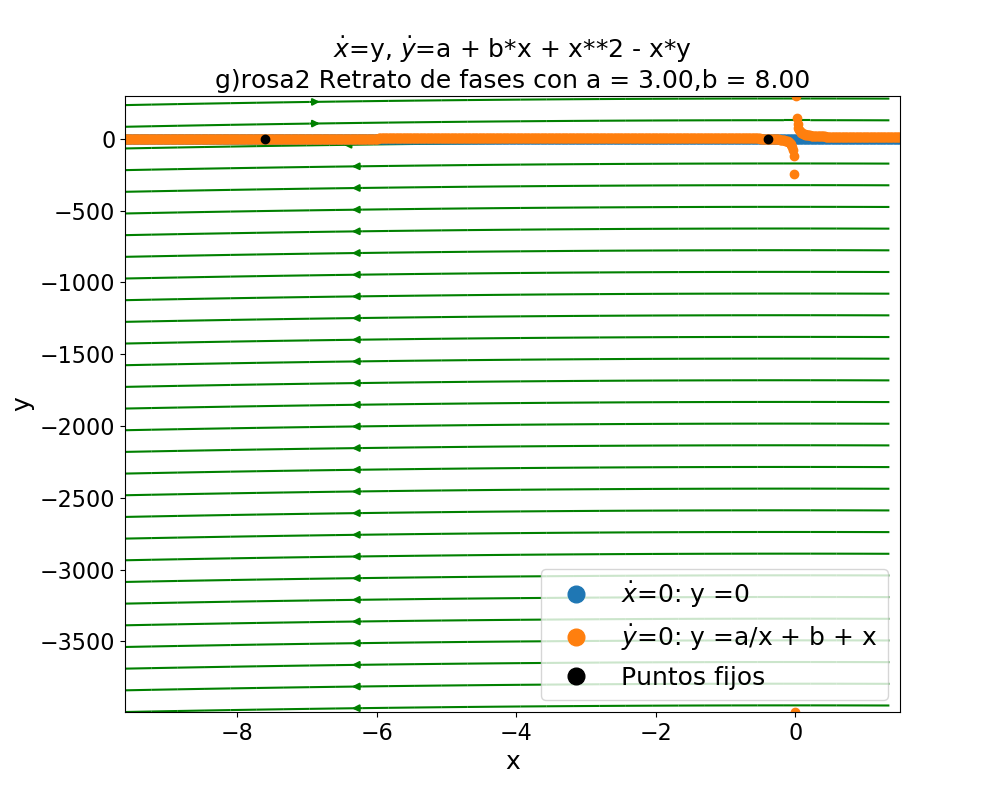 ẋ=y, ẏ=a + b*x + x**2 - x*y
g)rosa2 Retrato de fases con a = 3.00,b = 8.00
0
−500
−1000
−1500
−2000
−2500
−3000
−3500
y
ẋ=0: y =0
ẏ=0: y =a/x + b + x
Puntos fijos
−8
−6
−4
−2
0
x